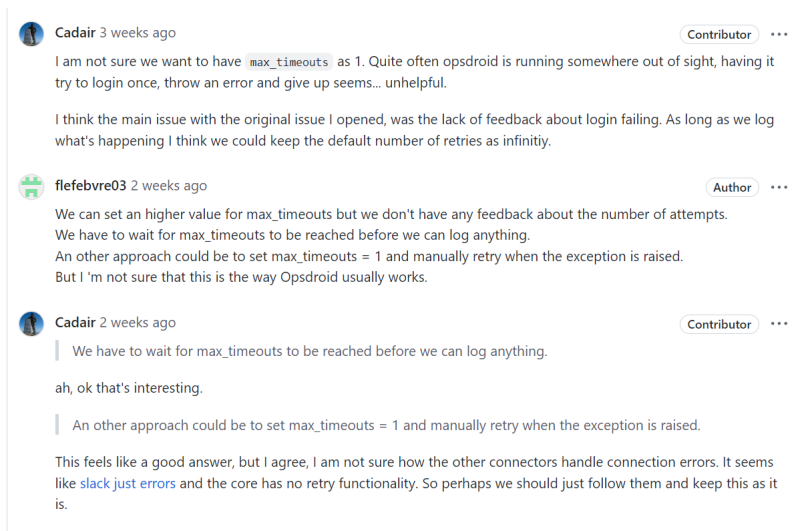 Cadair 3 weeks ago
Contributor
I am not sure we want to have max_timeouts as 1. Quite often opsdroid is running somewhere out of sight, having it
try to login once, throw an error and give up seems... unhelpful.
I think the main issue with the original issue I opened, was the lack of feedback about login failing. As long as we log
what's happening I think we could keep the default number of retries as infinitiy.
flefebvre03 2 weeks ago
Author
We can set an higher value for max_timeouts but we don't have any feedback about the number of attempts.
We have to wait for max_timeouts to be reached before we can log anything.
An other approach could be to set max_timeouts = 1 and manually retry when the exception is raised.
But I 'm not sure that this is the way Opsdroid usually works.
Cadair 2 weeks ago
Contributor
We have to wait for max_timeouts to be reached before we can log anything.
ah, ok that's interesting.
An other approach could be to set max_timeouts = 1 and manually retry when the exception is raised.
This feels like a good answer, but I agree, I am not sure how the other connectors handle connection errors. It seems
like slack just errors and the core has no retry functionality. So perhaps we should just follow them and keep this as it
is.